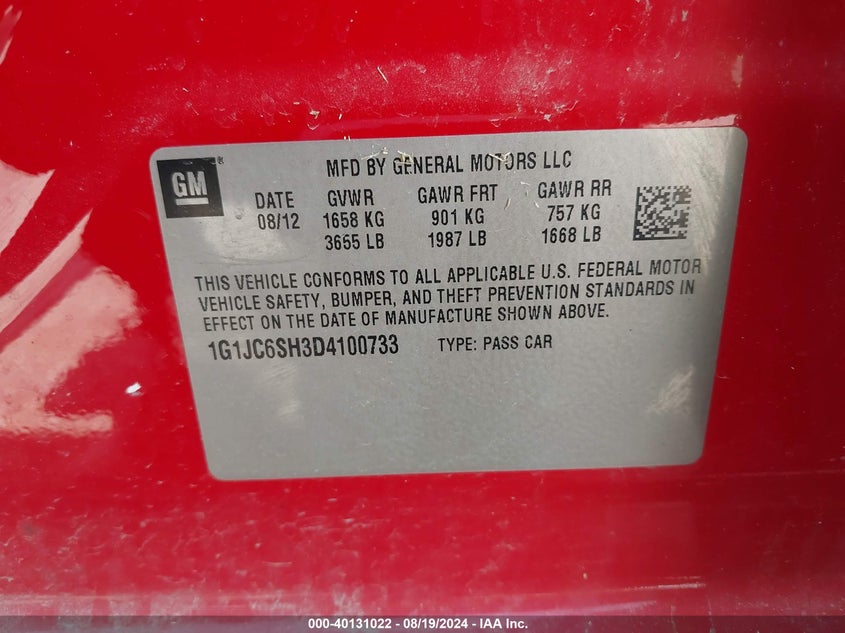 GM ®
MFD BY GENERAL MOTORS LLC
DATE GVWR GAWR FRT GAWR RR
08/12 1658 KG 901 KG 757 KG
3655 LB 1987 LB 1668 LB
THIS VEHICLE CONFORMS TO ALL APPLICABLE U.S. FEDERAL MOTOR
VEHICLE SAFETY, BUMPER, AND THEFT PREVENTION STANDARDS IN
EFFECT ON THE DATE OF MANUFACTURE SHOWN ABOVE.
1G1JC6SH3D4100733 TYPE: PASS CAR
000-40131022 - 08/19/2024 - IAA Inc.